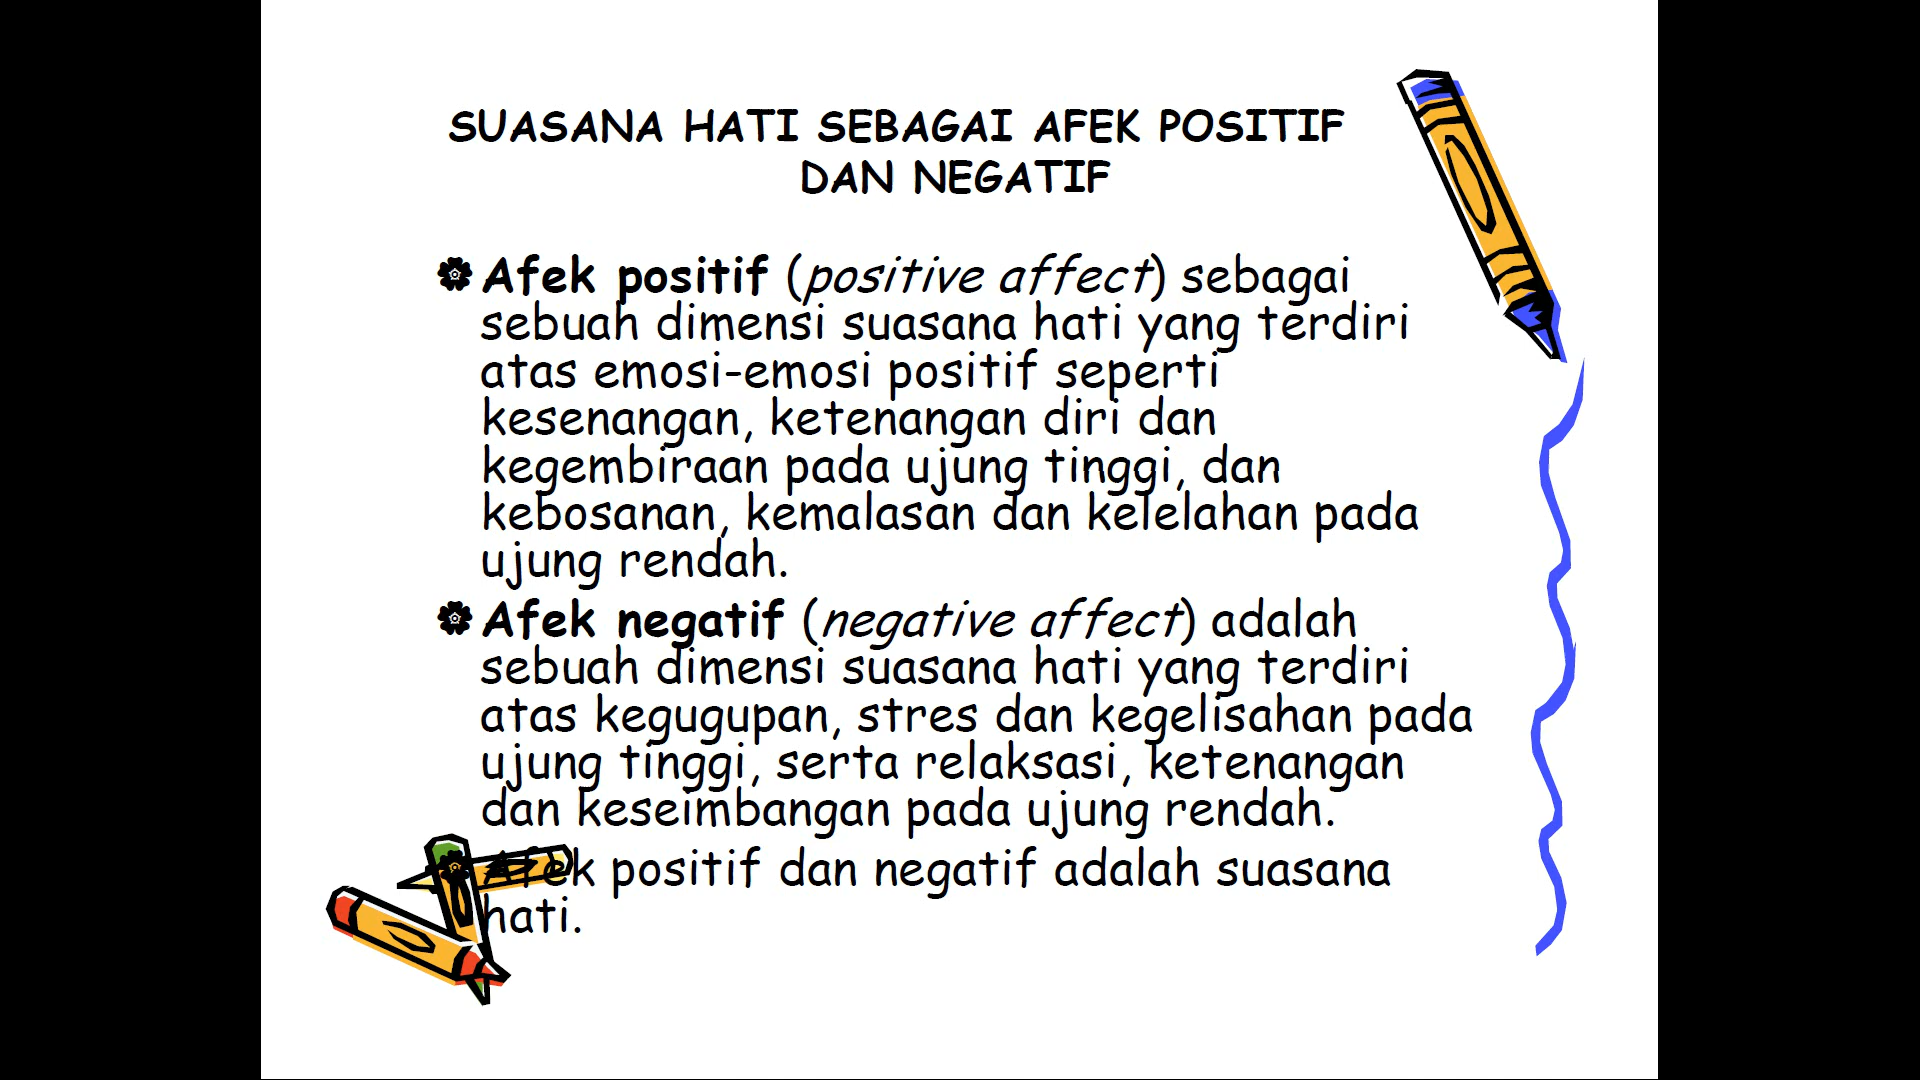 SUASANA HATI SEBAGAI AFEK POSITIF
DAN NEGATIF
Afek positif (positive affect) sebagai
sebuah dimensi suasana hati yang terdiri
atas emosi-emosi positif seperti
kesenangan, ketenangan diri dan
kegembiraan pada ujung tinggi, dan
kebosanan, kemalasan dan kelelahan pada
ujung rendah.
Afek negatif (negative affect) adalah
sebuah dimensi suasana hati yang terdiri
atas kegugupan, stres dan kegelisahan pada
ujung tinggi, serta relaksasi, ketenangan
dan keseimbangan pada ujung rendah.
Afek positif dan negatif adalah suasana
hati.